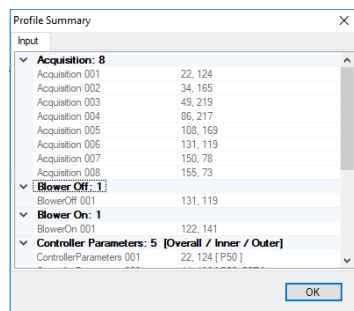 Profile Summary
Input
Acquisition: 8
Acquisition 001 22, 124
Acquisition 002 34, 165
Acquisition 003 49, 219
Acquisition 004 86, 217
Acquisition 005 108, 169
Acquisition 006 131, 119
Acquisition 007 150, 78
Acquisition 008 155, 73
Blower Off: 1
BlowerOff 001 131, 119
Blower On: 1
BlowerOn 001 122, 141
Controller Parameters: 5 [Overall / Inner / Outer]
ControllerParameters 001 22, 124 [ P50 ]
OK